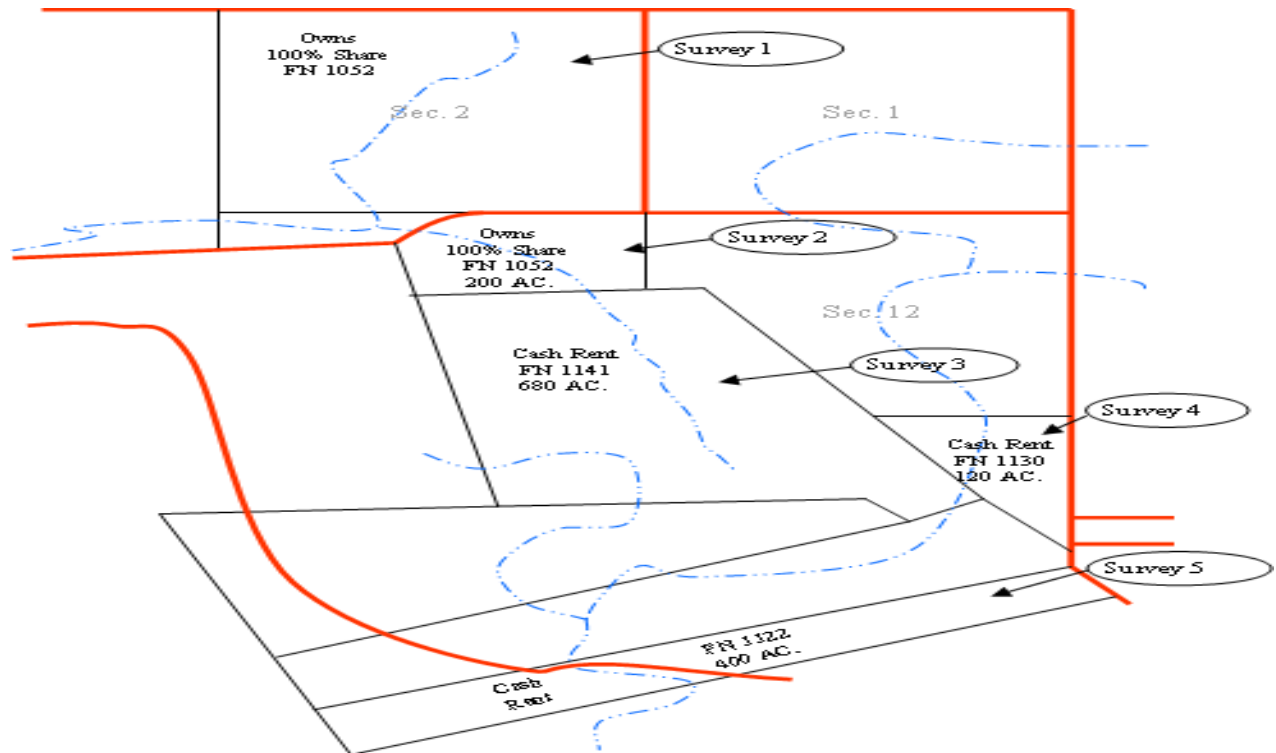 Owns
100% Share
FN 1052
Survey 1
Sec. 2
Sec. 1
Owns
100% Share
FN 1052
200 AC.
Survey 2
Sec. 12
Cash Rent
FN 1141
680 AC.
Survey 3
Survey 4
Cash Rent
FN 1130
120 AC.
Survey 5
FN 1122
400 AC.
Cash
Rent